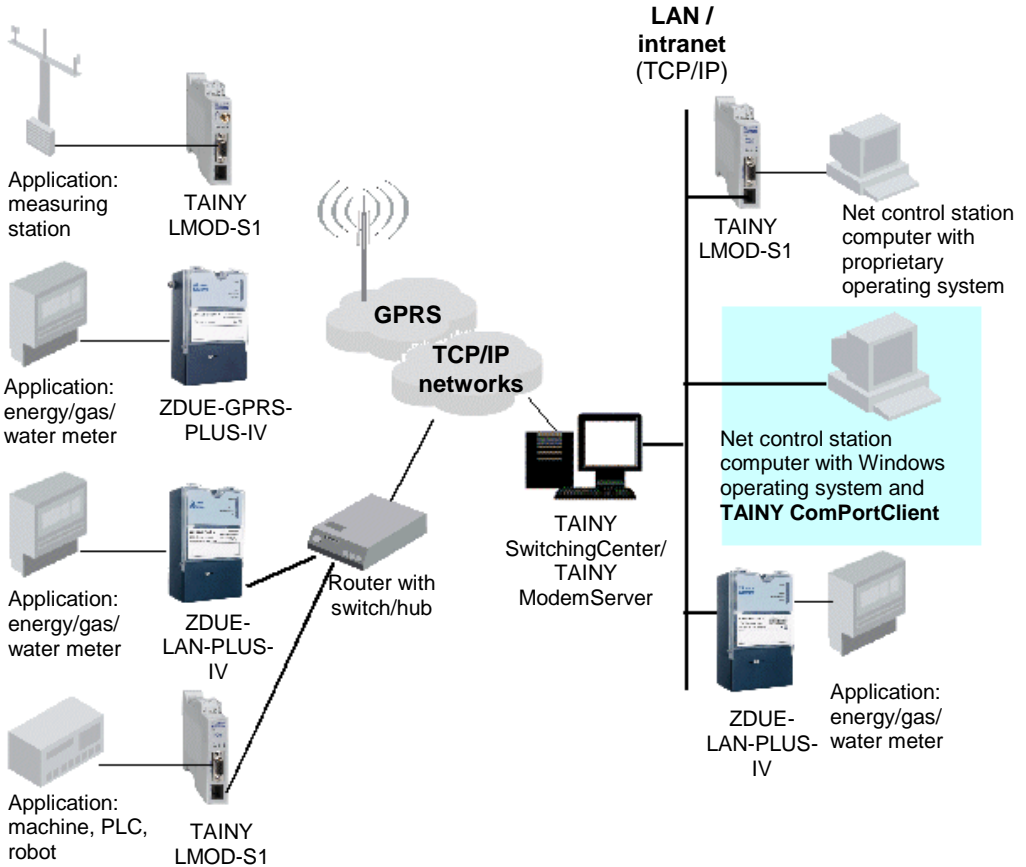 LAN /
intranet
(TCP/IP)
Application:
measuring
station
TAINY
LMOD-S1
TAINY
LMOD-S1
Net control station
computer with
proprietary
operating system
GPRS
TCP/IP
networks
Application:
energy/gas/
water meter
ZDUE-GPRS-
PLUS-IV
Net control station
computer with Windows
operating system and
TAINY ComPortClient
TAINY
SwitchingCenter/
TAINY
ModemServer
Router with
switch/hub
Application:
energy/gas/
water meter
ZDUE-
LAN-PLUS-
IV
ZDUE-
LAN-PLUS-
IV
Application:
energy/gas/
water meter
Application:
machine, PLC,
robot
TAINY
LMOD-S1